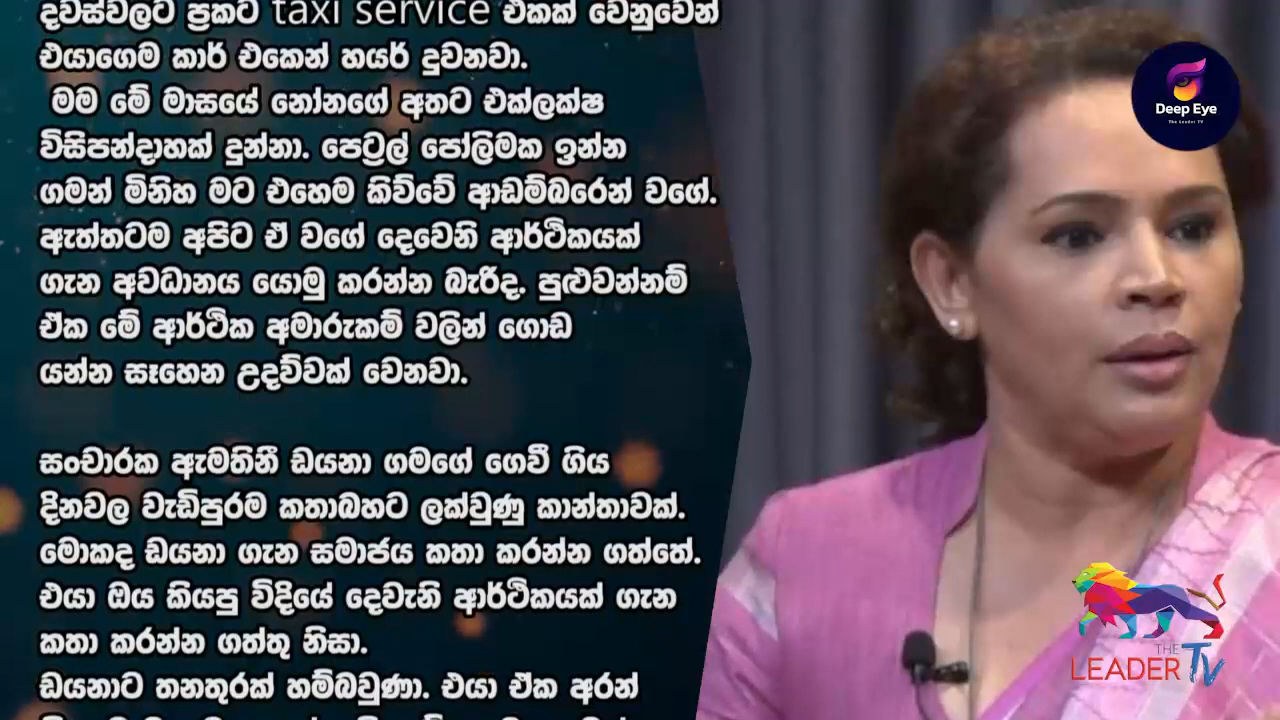 දවස්වලට ප්‍රකට taxi service එකක් වෙනුවෙන්
එයාගෙම කාර් එකෙන් හයර් දුවනවා.
මම මේ මාසයේ නෝනගේ අතට එක්ලක්ෂ
විසිපන්දාහක් දුන්නා. පෙට්‍රල් පෝලිමක ඉන්න
ගමන් මිනිහ මට එහෙම කිව්වේ ආඩම්බරෙන් වගේ.
ඇත්තටම අපිට ඒ වගේ දෙවෙනි ආර්ථිකයක්
ගැන අවධානය යොමු කරන්න බැරිද. පුළුවන්නම්
ඒක මේ ආර්ථික අමාරුකම් වලින් ගොඩ
යන්න සෑහෙන උදව්වක් වෙනවා.
සංචාරක ඇමතිනී ඩයනා ගමගේ ගෙවී ගිය
දිනවල වැඩිපුරම කතාබහට ලක්වුණු කාන්තාවක්.
මොකද ඩයනා ගැන සමාජය කතා කරන්න ගත්තේ.
එයා ඔය කියපු විදියේ දෙවැනි ආර්ථිකයක් ගැන
කතා කරන්න ගත්තු නිසා.
ඩයනාට තනතුරක් හම්බවුණා. එයා ඒක අරන්
Deep Eye
The Leader TV
THE
LEADER TV